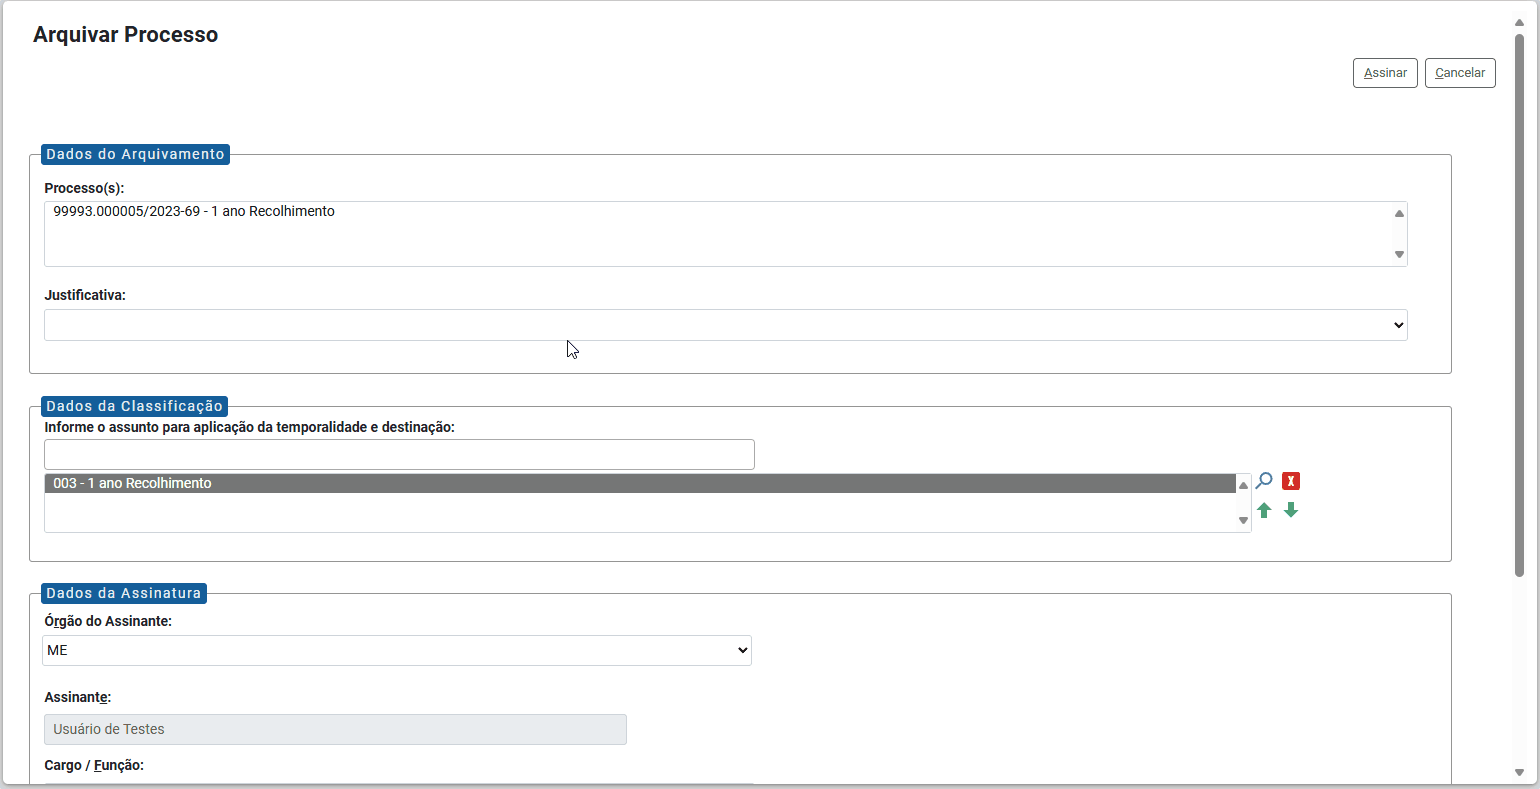 Arquivar Processo
Assinar Cancelar
Dados do Arquivamento
Processo(s):
99993.000005/2023-69 - 1 ano Recolhimento
Justificativa:
Dados da Classificação
Informe o assunto para aplicação da temporalidade e destinação:
003 - 1 ano Recolhimento
Dados da Assinatura
Órgão do Assinante:
ME
Assinante:
Usuário de Testes
Cargo / Função: